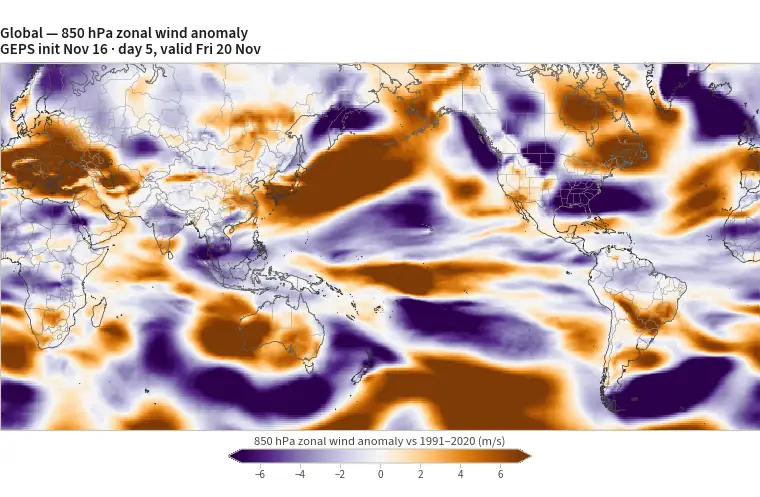 Global — 850 hPa zonal wind anomaly
GEPS init Nov 16 · day 5, valid Fri 20 Nov
850 hPa zonal wind anomaly vs 1991–2020 (m/s)
−6 −4 −2 0 2 4 6